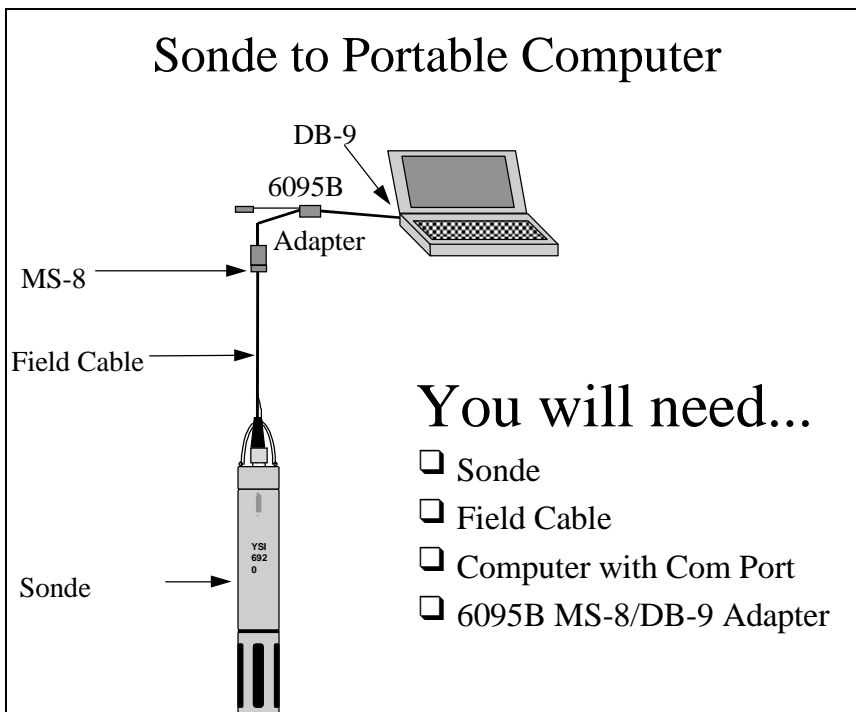 Sonde to Portable Computer
DB-9
6095B
Adapter
MS-8
Field Cable
You will need...
Sonde
Field Cable
Computer with Com Port
6095B MS-8/DB-9 Adapter
YSI
692
0
Sonde